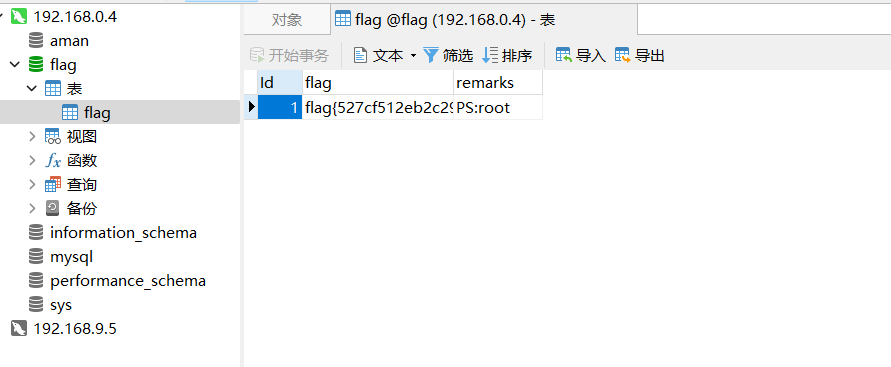 192.168.0.4
aman
flag
表
flag
视图
函数
查询
备份
information_schema
mysql
performance_schema
sys
192.168.9.5
对象 flag @flag (192.168.0.4) - 表
开始事务 文本 筛选 排序 导入 导出
Id flag remarks
1 flag{527cf512eb2c29 PS:root